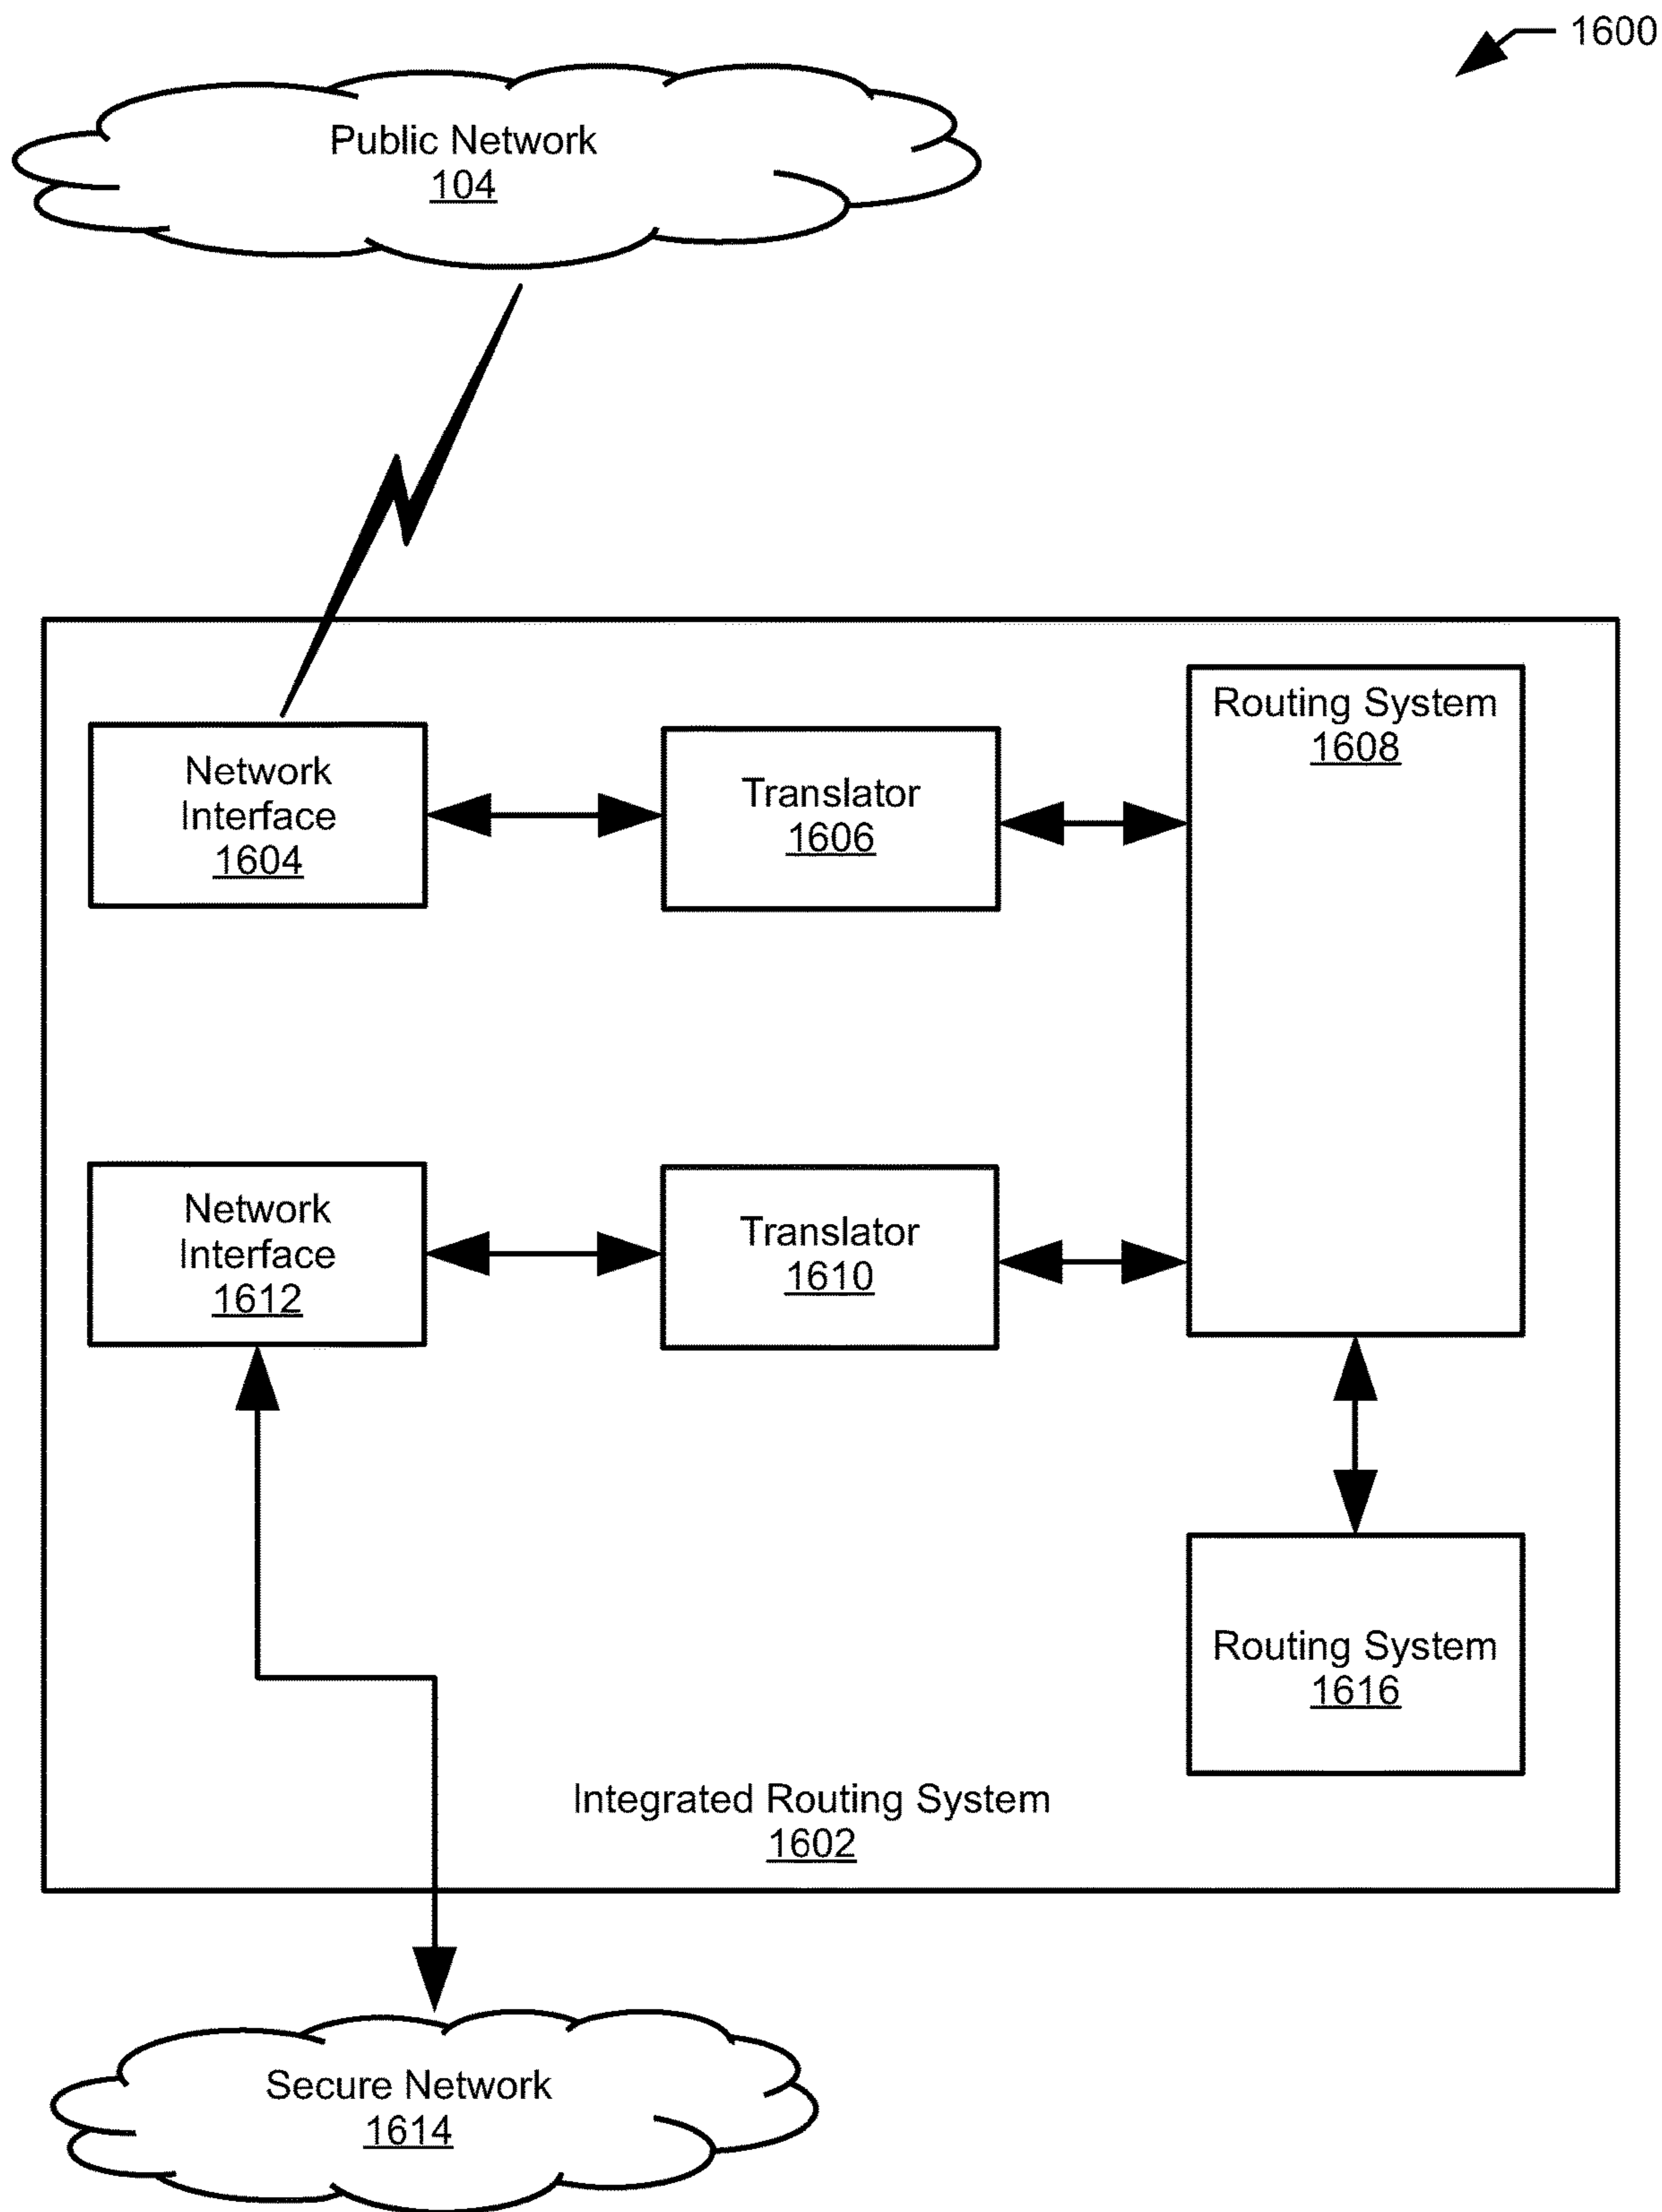 1600
Public Network
104
Network
Interface
1604
Translator
1606
Routing System
1608
Network
Interface
1612
Translator
1610
Routing System
1616
Integrated Routing System
1602
Secure Network
1614